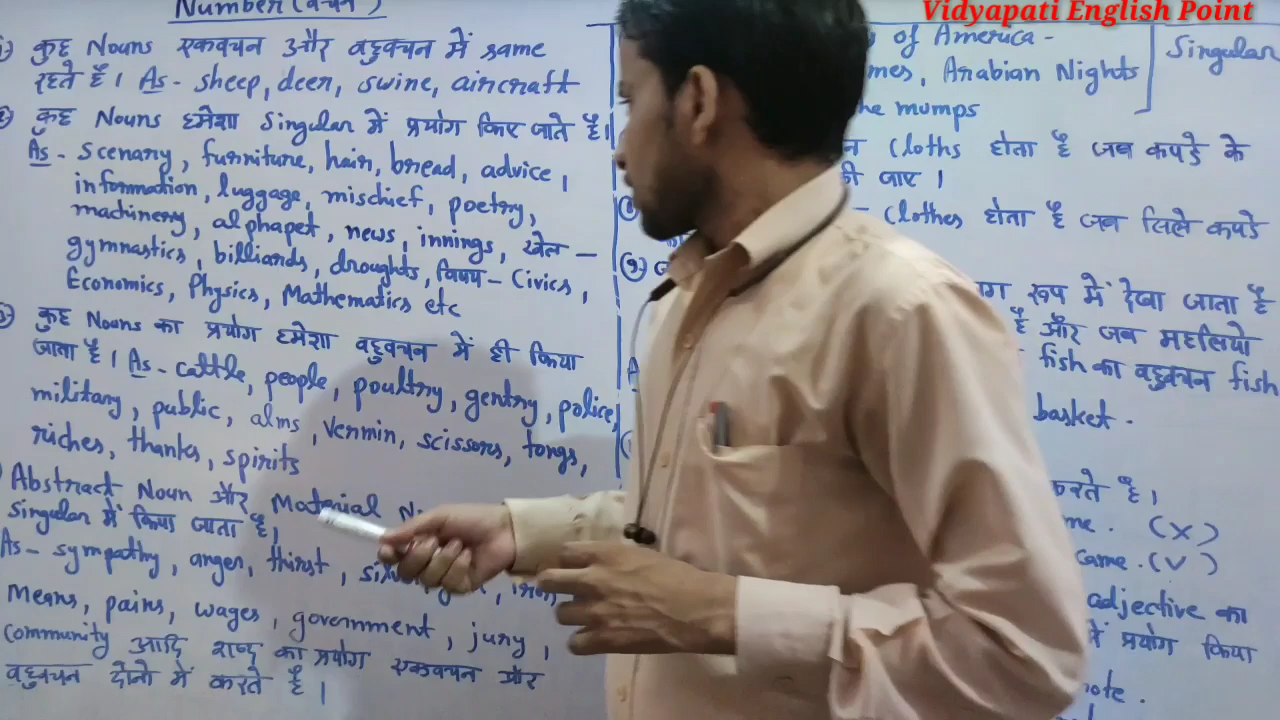 Vidyapati English Point
Number (वचन)
1) कुछ Nouns एकवचन और बहुवचन में same
रहते हैं। As - sheep, deer, swine, aircraft
कुछ Nouns हमेशा Singular में प्रयोग किए जाते है।
As - scenary, furniture, hair, bread, advice,
information, luggage, mischief, poetry,
machinery, alphapet, news, innings, खेल -
gymnastics, billiards, droughts, विषय - Civics,
Economics, Physics, Mathematics etc
कुछ Nouns का प्रयोग हमेशा बहुवचन में ही किया
जाता है। As - cattle, people, poultry, gentry, police,
military, public, alms, vermin, scissors, tongs,
riches, thanks, spirits
Abstract Noun और Material
singular में किया जाता है,
As - sympathy, anger, thirst,
Means, pains, wages, government, jury,
community आदि शब्द का प्रयोग एकवचन और
बहुवचन दोनो में करते है।
of America -
mes, Arabian Nights
Singular
he mumps
Cloths होता है जब कपड़े के
की जाए।
- Clothes होता है जब सिले कपड़े
9)
रूप में देखा जाता है
है और जब मछलियो
fish का बहुवचन fish
basket.
करते है।
me. (X)
came. (V)
adjective का
में प्रयोग किया
note.